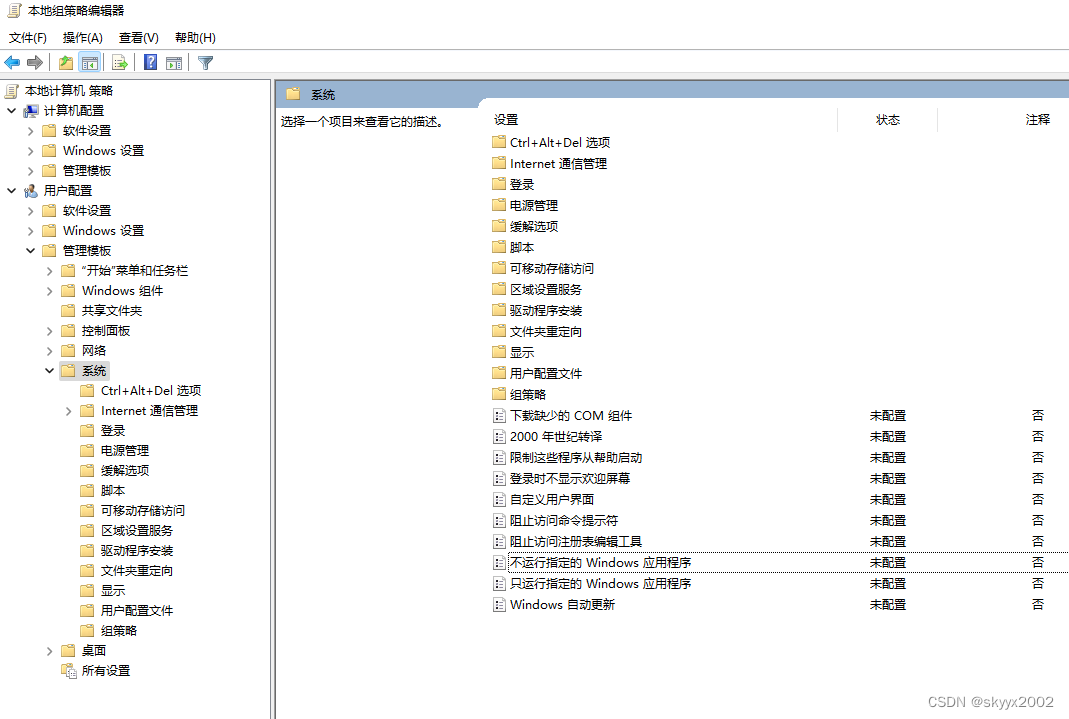 本地组策略编辑器
文件(F) 操作(A) 查看(V) 帮助(H)
本地计算机 策略
计算机配置
软件设置
Windows 设置
管理模板
用户配置
软件设置
Windows 设置
管理模板
“开始”菜单和任务栏
Windows 组件
共享文件夹
控制面板
网络
系统
Ctrl+Alt+Del 选项
Internet 通信管理
登录
电源管理
缓解选项
脚本
可移动存储访问
区域设置服务
驱动程序安装
文件夹重定向
显示
用户配置文件
组策略
桌面
所有设置
系统
选择一个项目来查看它的描述。
设置 状态 注释
Ctrl+Alt+Del 选项
Internet 通信管理
登录
电源管理
缓解选项
脚本
可移动存储访问
区域设置服务
驱动程序安装
文件夹重定向
显示
用户配置文件
组策略
下载缺少的 COM 组件 未配置 否
2000 年世纪转译 未配置 否
限制这些程序从帮助启动 未配置 否
登录时不显示欢迎屏幕 未配置 否
自定义用户界面 未配置 否
阻止访问命令提示符 未配置 否
阻止访问注册表编辑工具 未配置 否
不运行指定的 Windows 应用程序 未配置 否
只运行指定的 Windows 应用程序 未配置 否
Windows 自动更新 未配置 否
CSDN @skyyx2002